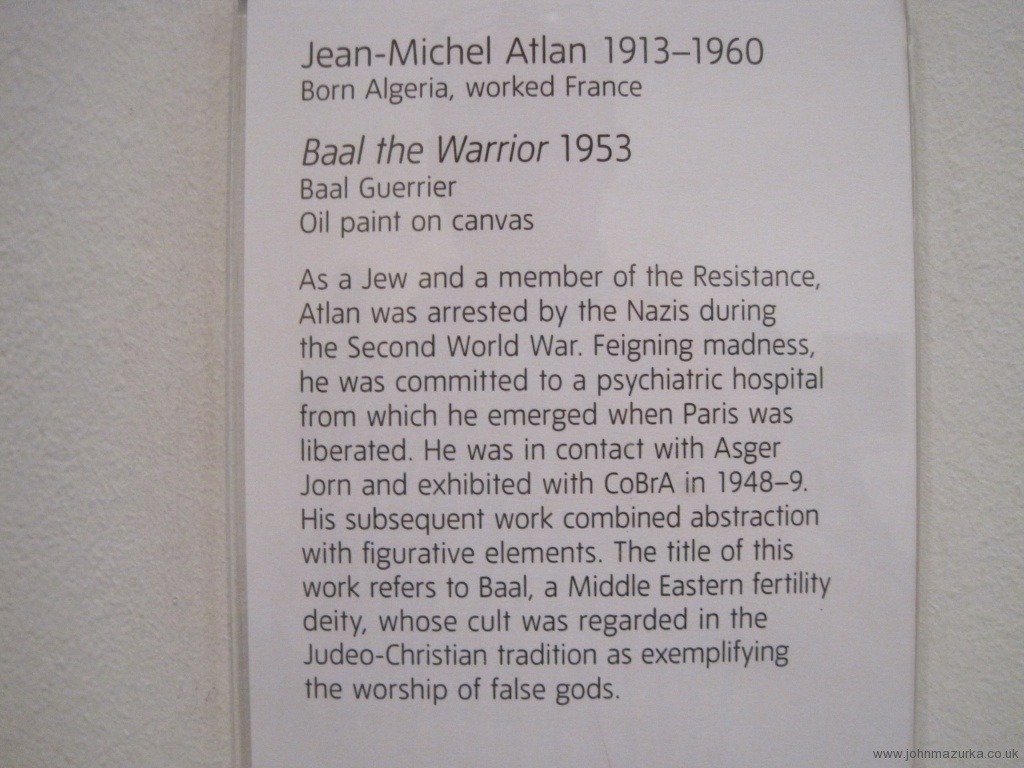 Jean-Michel Atlan 1913–1960
Born Algeria, worked France
Baal the Warrior 1953
Baal Guerrier
Oil paint on canvas
As a Jew and a member of the Resistance,
Atlan was arrested by the Nazis during
the Second World War. Feigning madness,
he was committed to a psychiatric hospital
from which he emerged when Paris was
liberated. He was in contact with Asger
Jorn and exhibited with CoBrA in 1948–9.
His subsequent work combined abstraction
with figurative elements. The title of this
work refers to Baal, a Middle Eastern fertility
deity, whose cult was regarded in the
Judeo-Christian tradition as exemplifying
the worship of false gods.
www.johnmazurka.co.uk